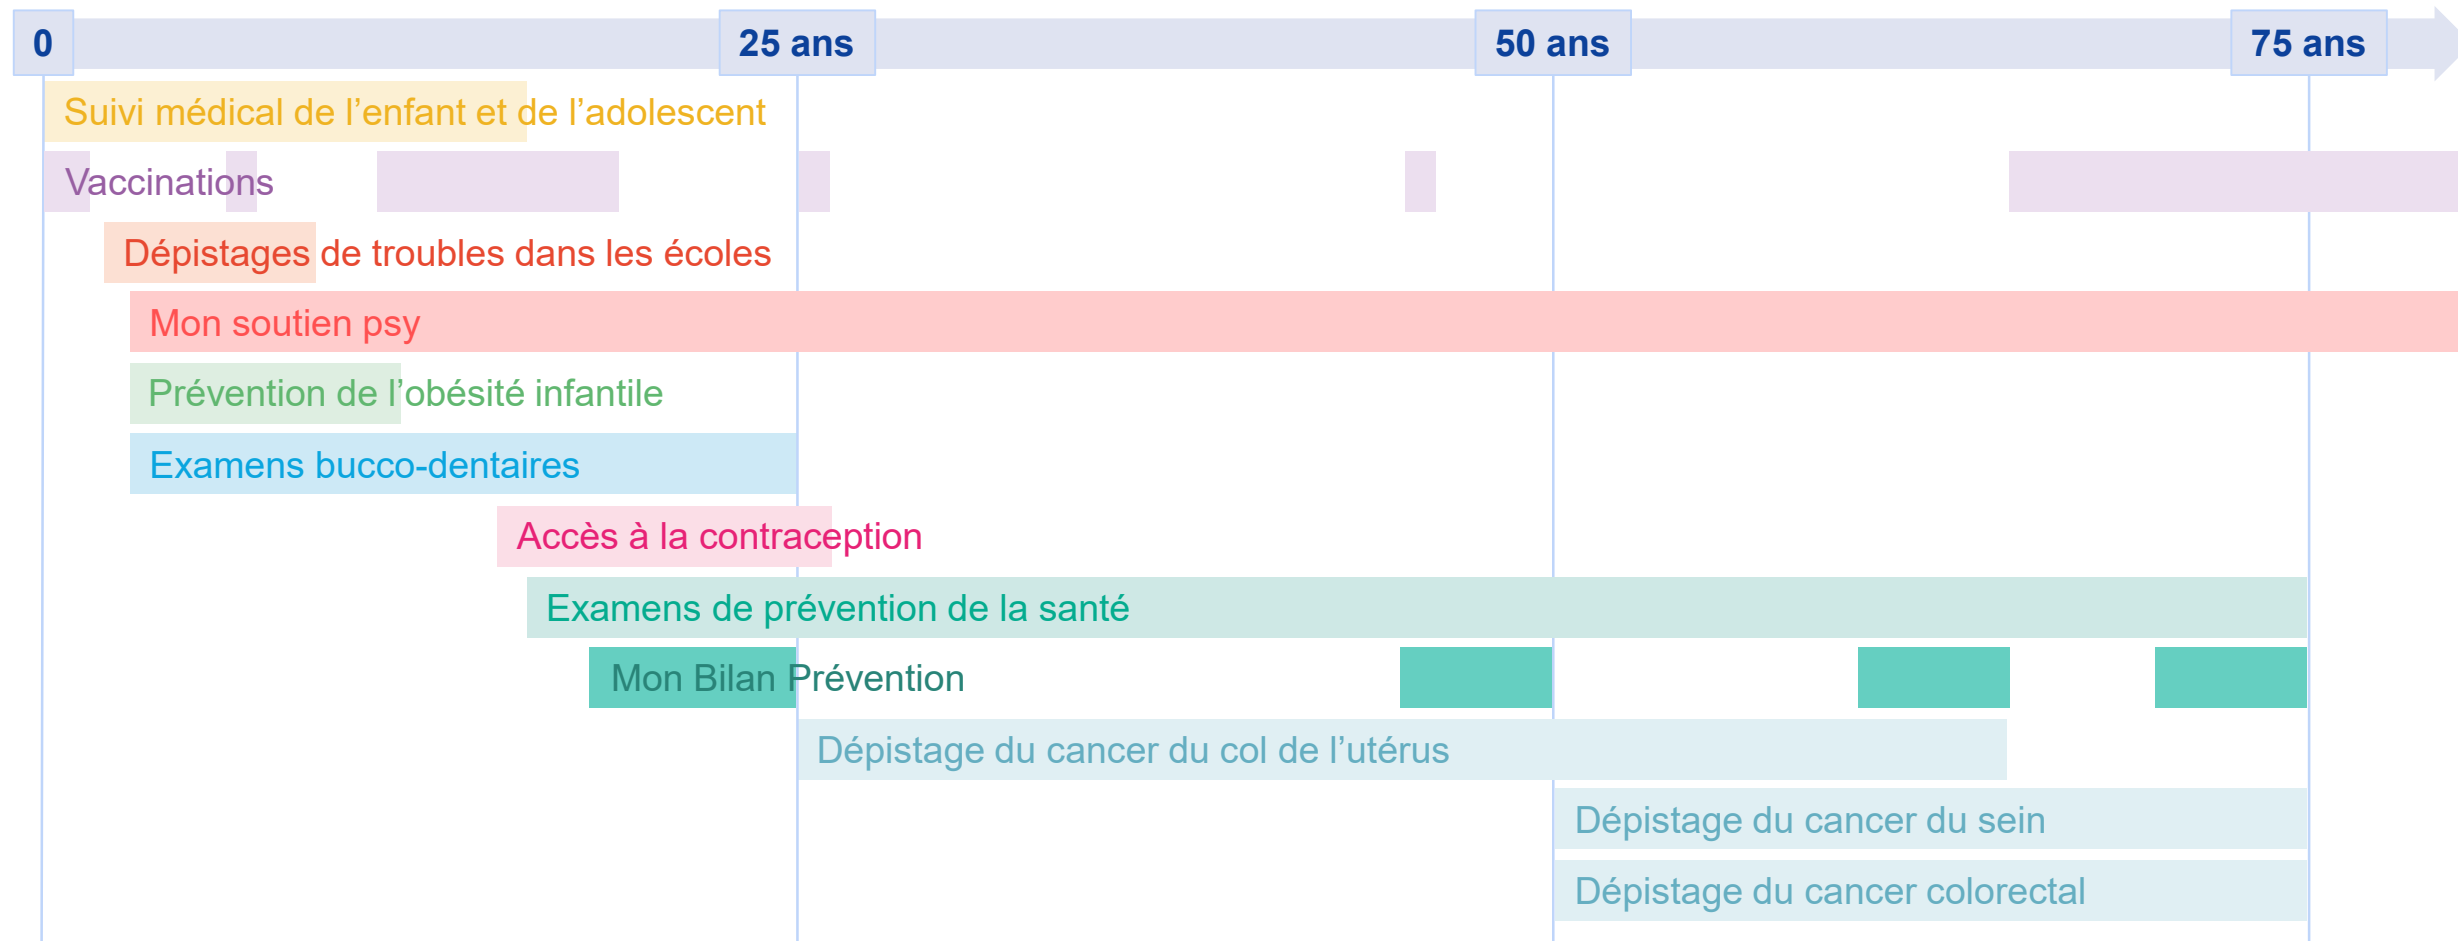 0
25 ans
50 ans
75 ans
Suivi médical de l’enfant et de l’adolescent
Vaccinations
Dépistages de troubles dans les écoles
Mon soutien psy
Prévention de l’obésité infantile
Examens bucco-dentaires
Accès à la contraception
Examens de prévention de la santé
Mon Bilan Prévention
Dépistage du cancer du col de l’utérus
Dépistage du cancer du sein
Dépistage du cancer colorectal